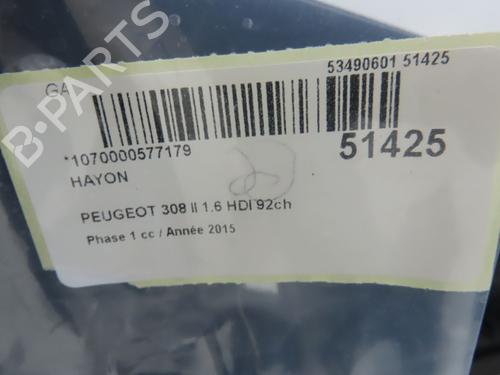 B-PARTS
GA
53490601 51425
*1070000577179
51425
HAYON
PEUGEOT 308 II 1.6 HDI 92ch
Phase 1 cc / Année 2015